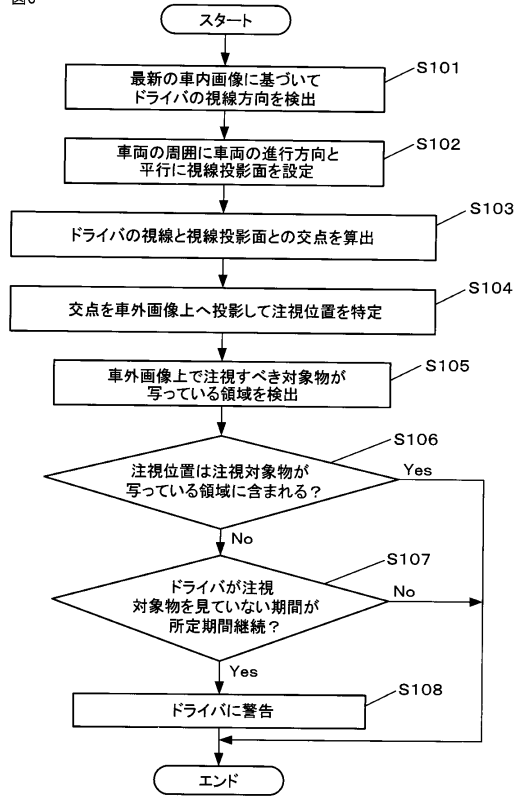 スタート
S101
最新の車内画像に基づいて
ドライバの視線方向を検出
S102
車両の周囲に車両の進行方向と
平行に視線投影面を設定
S103
ドライバの視線と視線投影面との交点を算出
S104
交点を車外画像上へ投影して注視位置を特定
S105
車外画像上で注視すべき対象物が
写っている領域を検出
S106
注視位置は注視対象物が
写っている領域に含まれる？
Yes
No
S107
ドライバが注視
対象物を見ていない期間が
所定期間継続？
No
Yes
S108
ドライバに警告
エンド